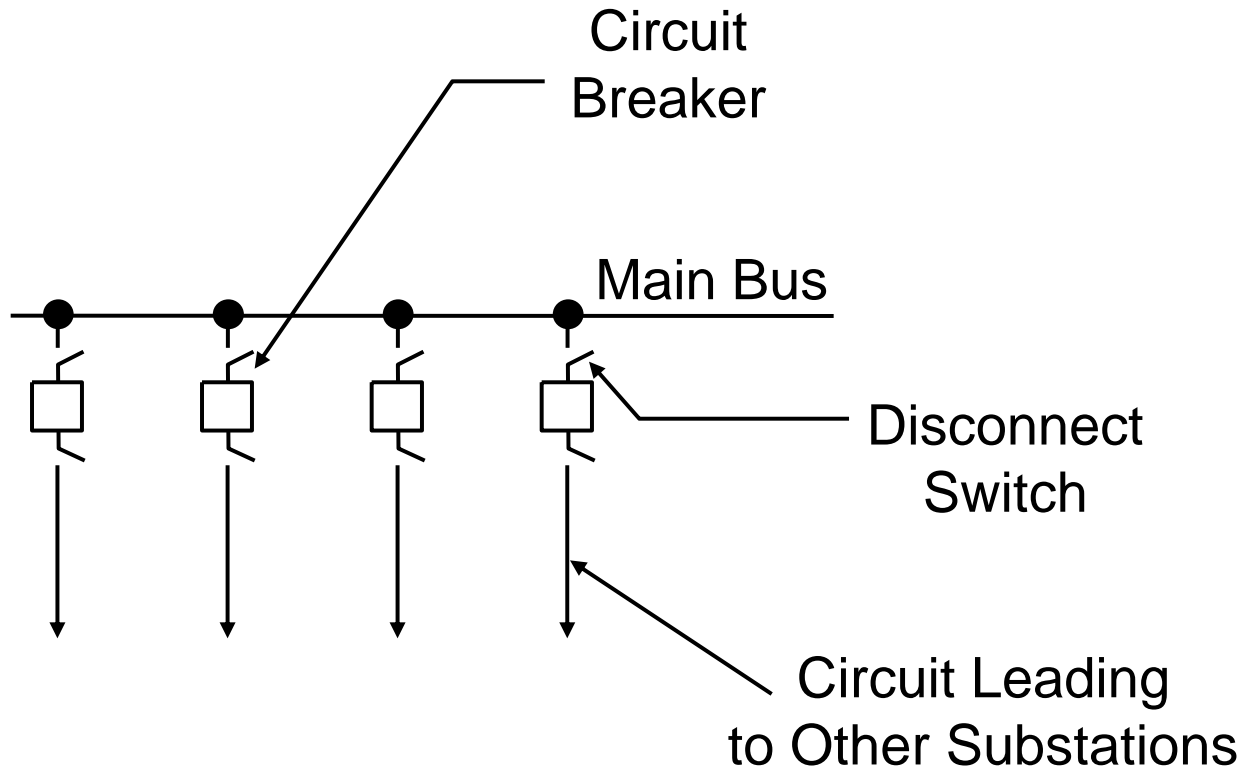 Circuit
Breaker
Main Bus
Disconnect
Switch
Circuit Leading
to Other Substations